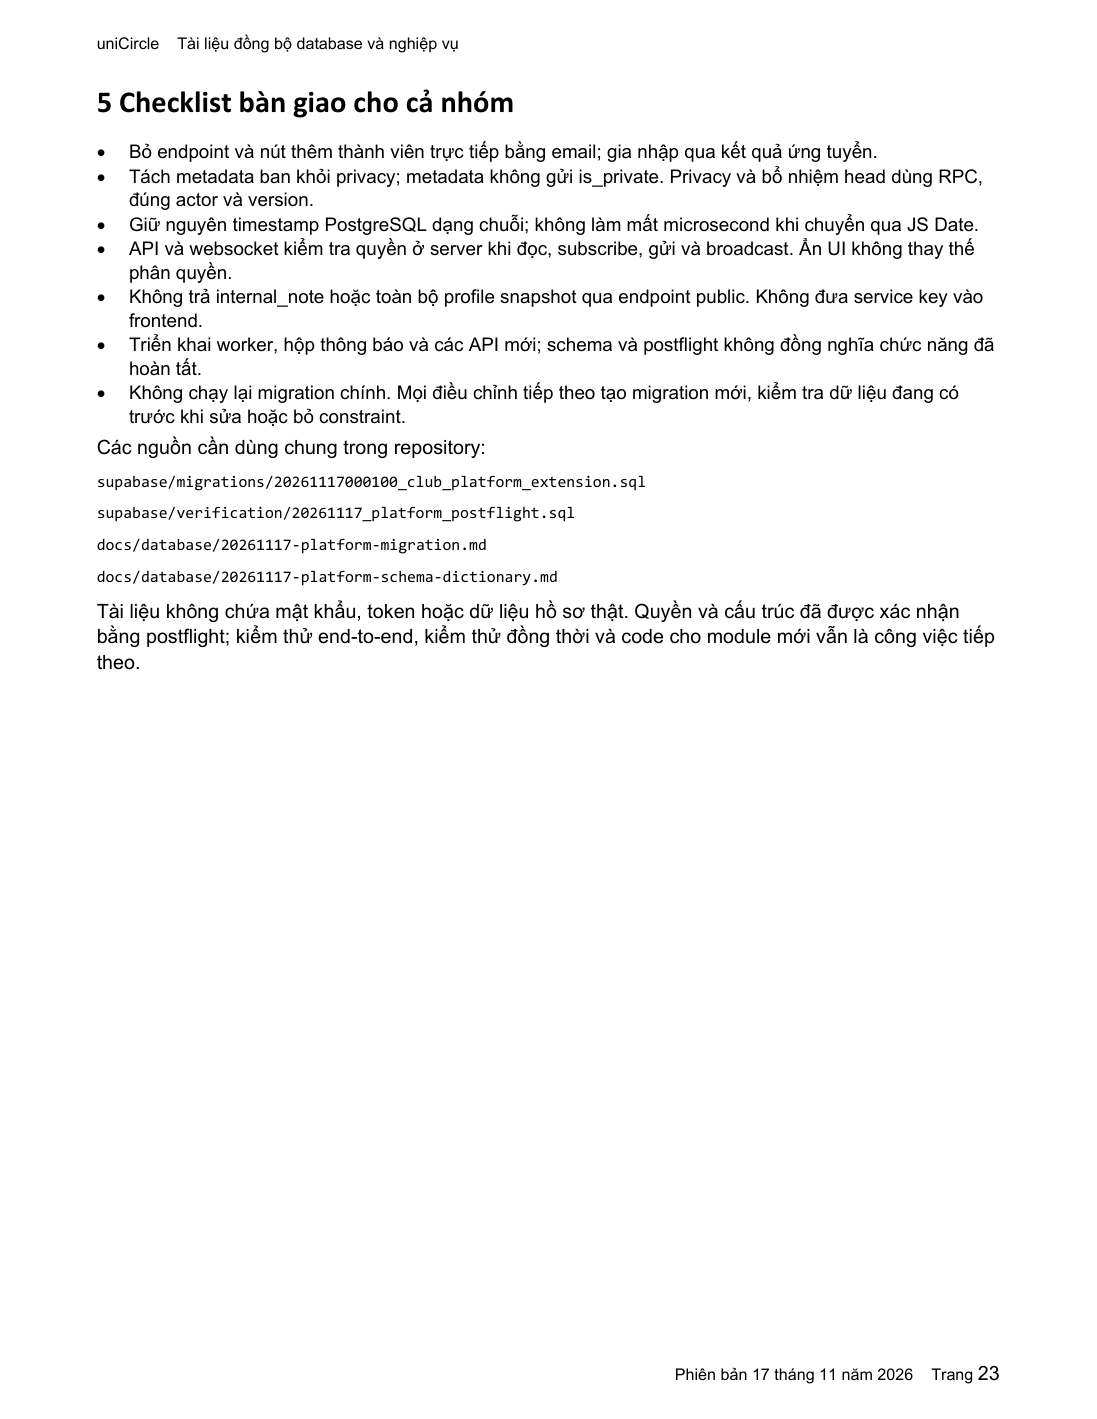 uniCircle Tài liệu đồng bộ database và nghiệp vụ
5 Checklist bàn giao cho cả nhóm
• Bỏ endpoint và nút thêm thành viên trực tiếp bằng email; gia nhập qua kết quả ứng tuyển.
• Tách metadata ban khỏi privacy; metadata không gửi is_private. Privacy và bổ nhiệm head dùng RPC,
đúng actor và version.
• Giữ nguyên timestamp PostgreSQL dạng chuỗi; không làm mất microsecond khi chuyển qua JS Date.
• API và websocket kiểm tra quyền ở server khi đọc, subscribe, gửi và broadcast. Ẩn UI không thay thế
phân quyền.
• Không trả internal_note hoặc toàn bộ profile snapshot qua endpoint public. Không đưa service key vào
frontend.
• Triển khai worker, hộp thông báo và các API mới; schema và postflight không đồng nghĩa chức năng đã
hoàn tất.
• Không chạy lại migration chính. Mọi điều chỉnh tiếp theo tạo migration mới, kiểm tra dữ liệu đang có
trước khi sửa hoặc bỏ constraint.
Các nguồn cần dùng chung trong repository:
supabase/migrations/20261117000100_club_platform_extension.sql
supabase/verification/20261117_platform_postflight.sql
docs/database/20261117-platform-migration.md
docs/database/20261117-platform-schema-dictionary.md
Tài liệu không chứa mật khẩu, token hoặc dữ liệu hồ sơ thật. Quyền và cấu trúc đã được xác nhận
bằng postflight; kiểm thử end-to-end, kiểm thử đồng thời và code cho module mới vẫn là công việc tiếp
theo.
Phiên bản 17 tháng 11 năm 2026 Trang 23